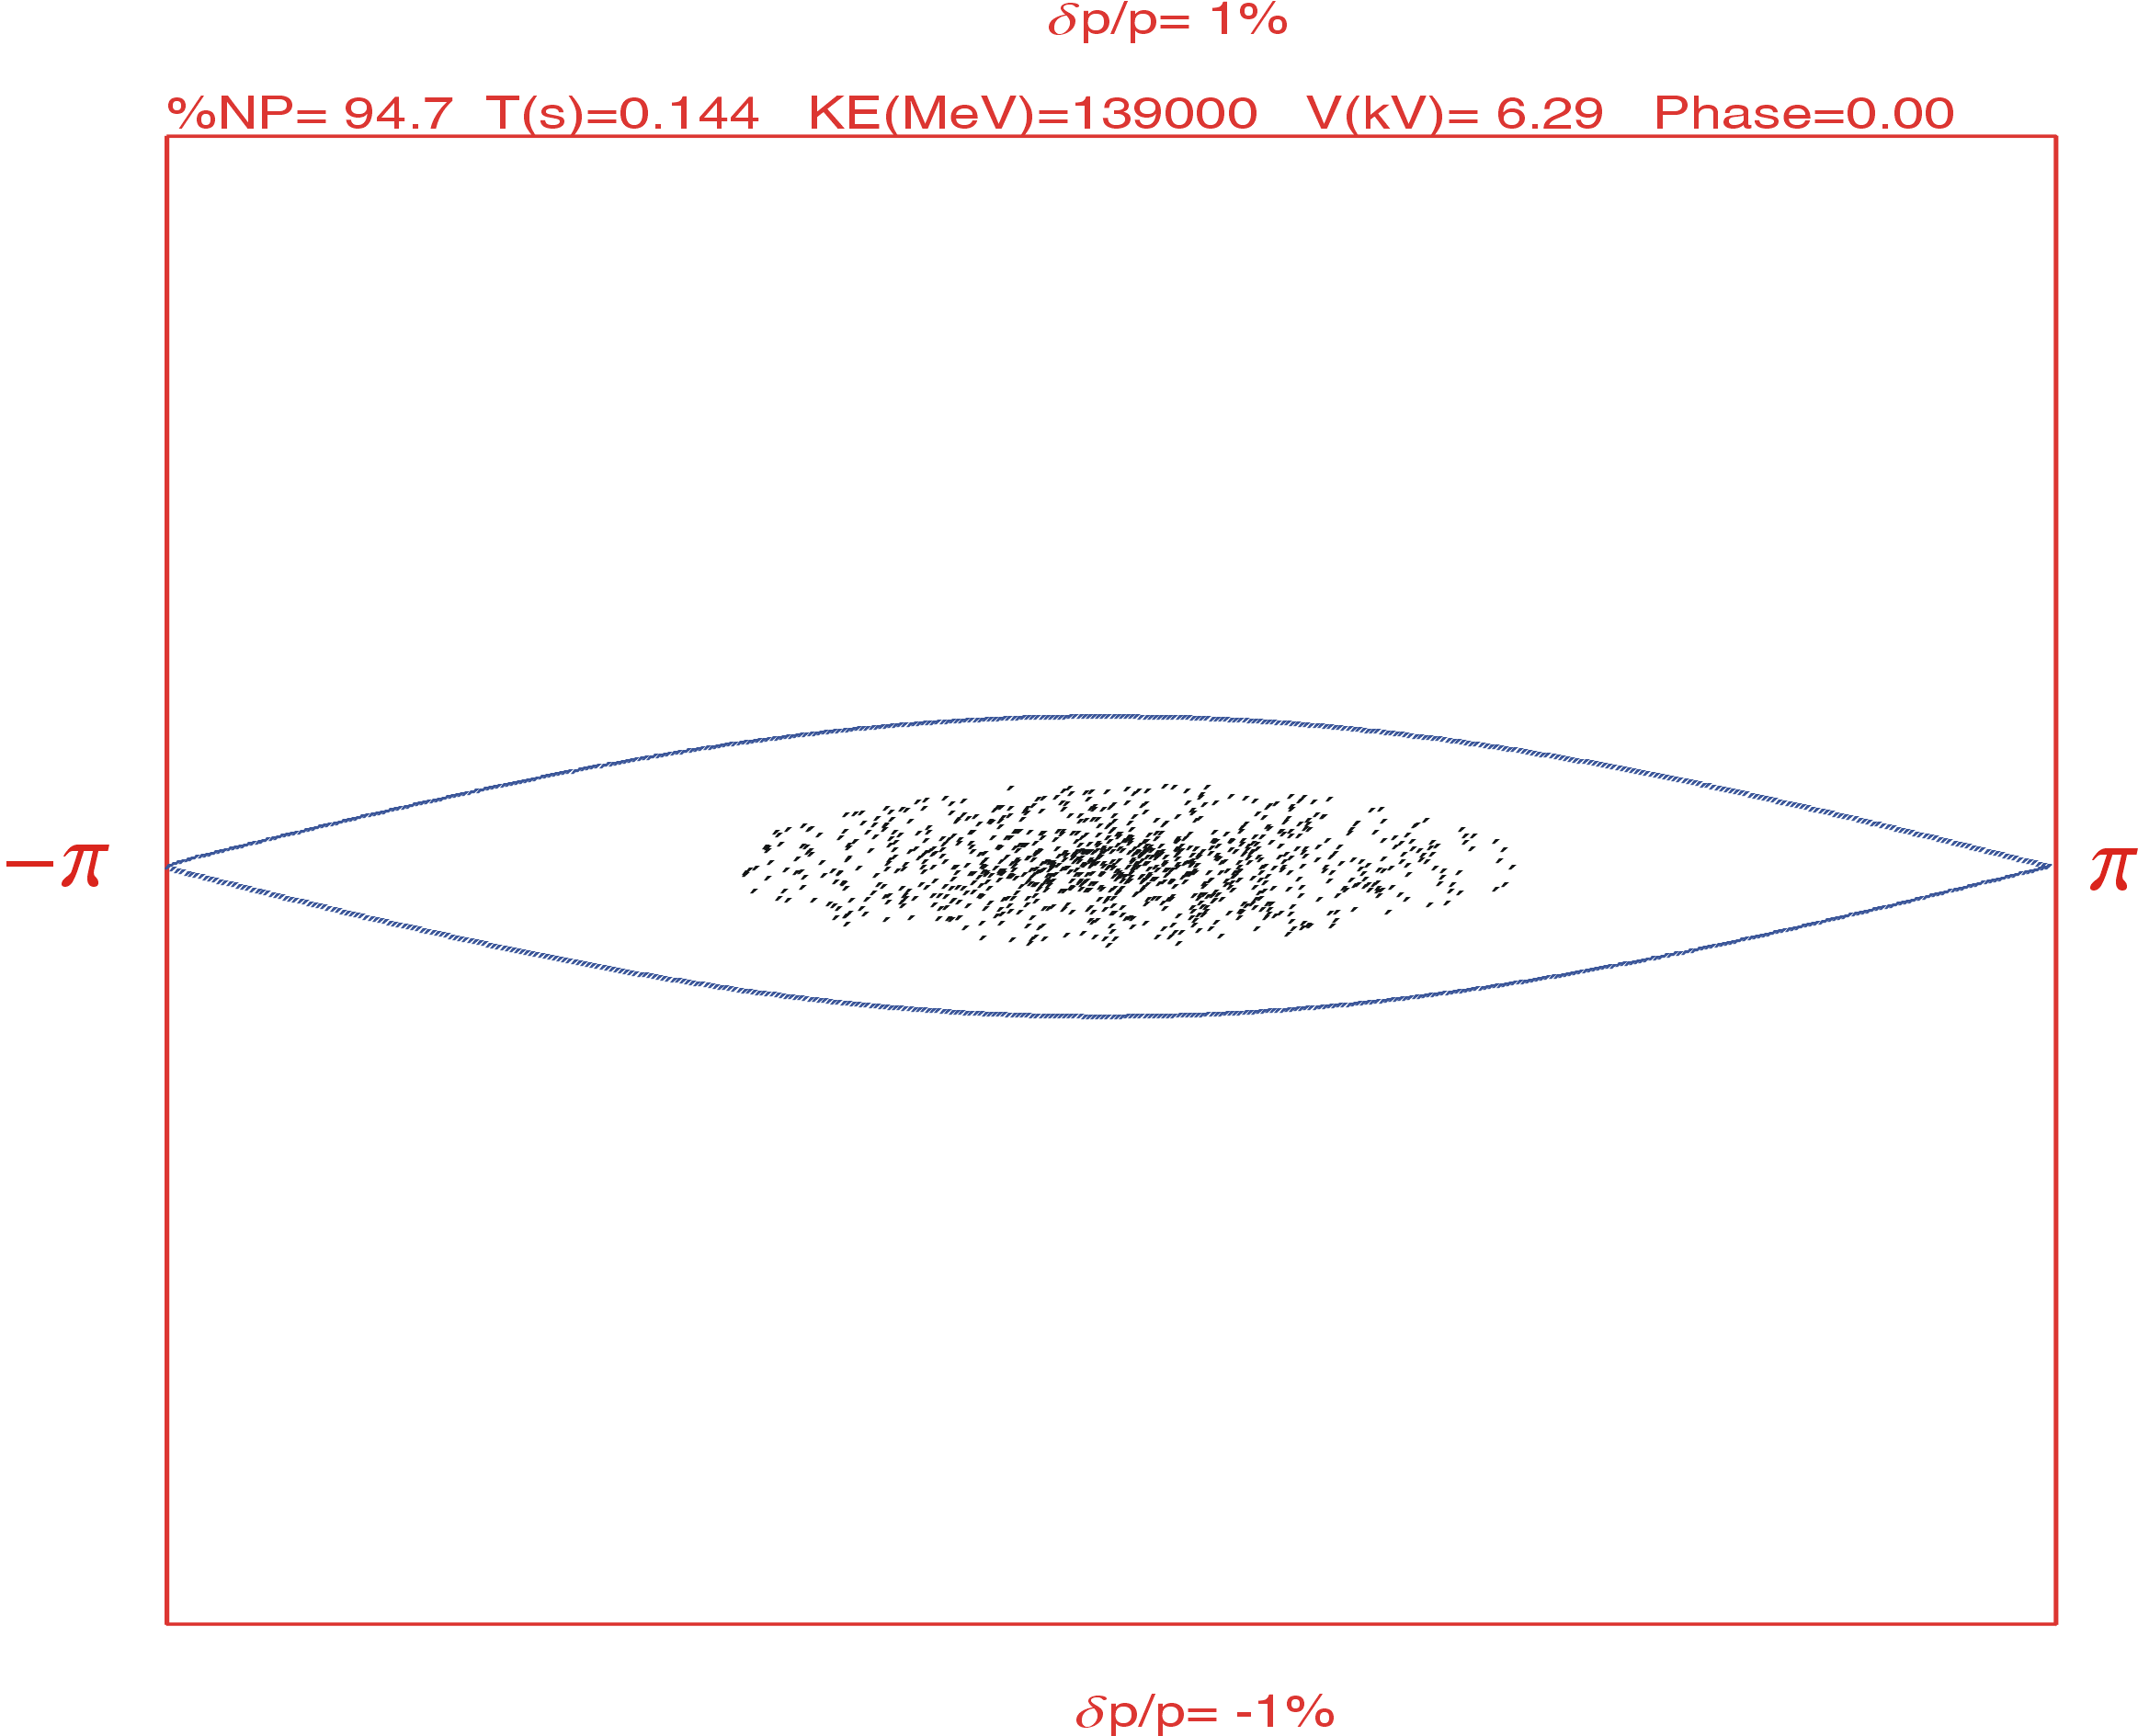 δp/p= 1%
%NP= 94.7 T(s)=0.144 KE(MeV)=139000 V(kV)= 6.29 Phase=0.00
−π
π
δp/p= -1%